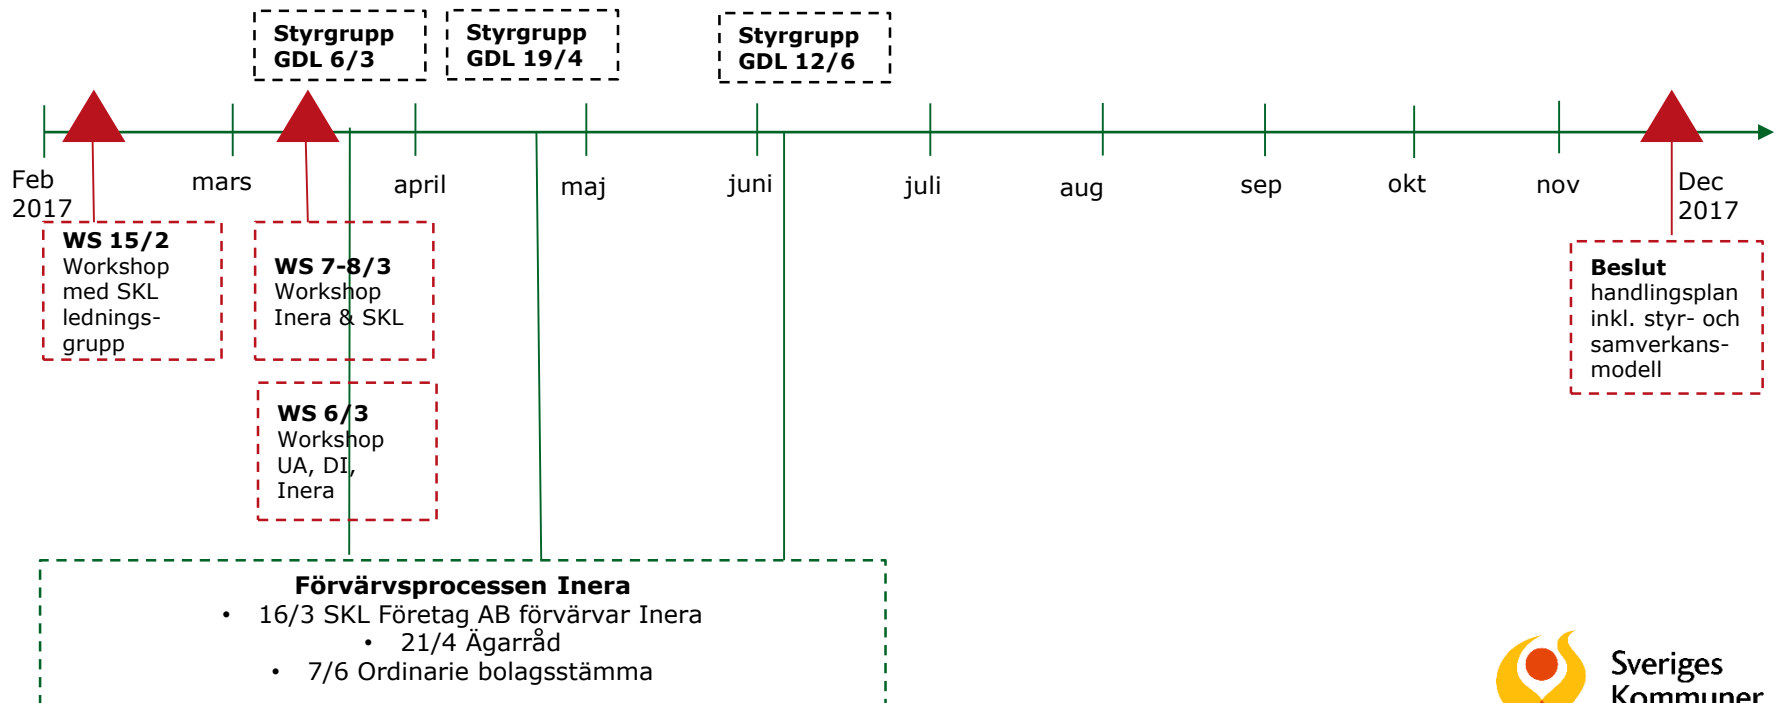 Styrgrupp
GDL 6/3
Styrgrupp
GDL 19/4
Styrgrupp
GDL 12/6
Feb
2017
mars
april
maj
juni
juli
aug
sep
okt
nov
Dec
2017
WS 15/2
Workshop
med SKL
lednings-
grupp
WS 7-8/3
Workshop
Inera & SKL
WS 6/3
Workshop
UA, DI,
Inera
Beslut
handlingsplan
inkl. styr- och
samverkans-
modell
Förvärvsprocessen Inera
• 16/3 SKL Företag AB förvärvar Inera
• 21/4 Ägarråd
• 7/6 Ordinarie bolagsstämma
Sveriges
Kommuner